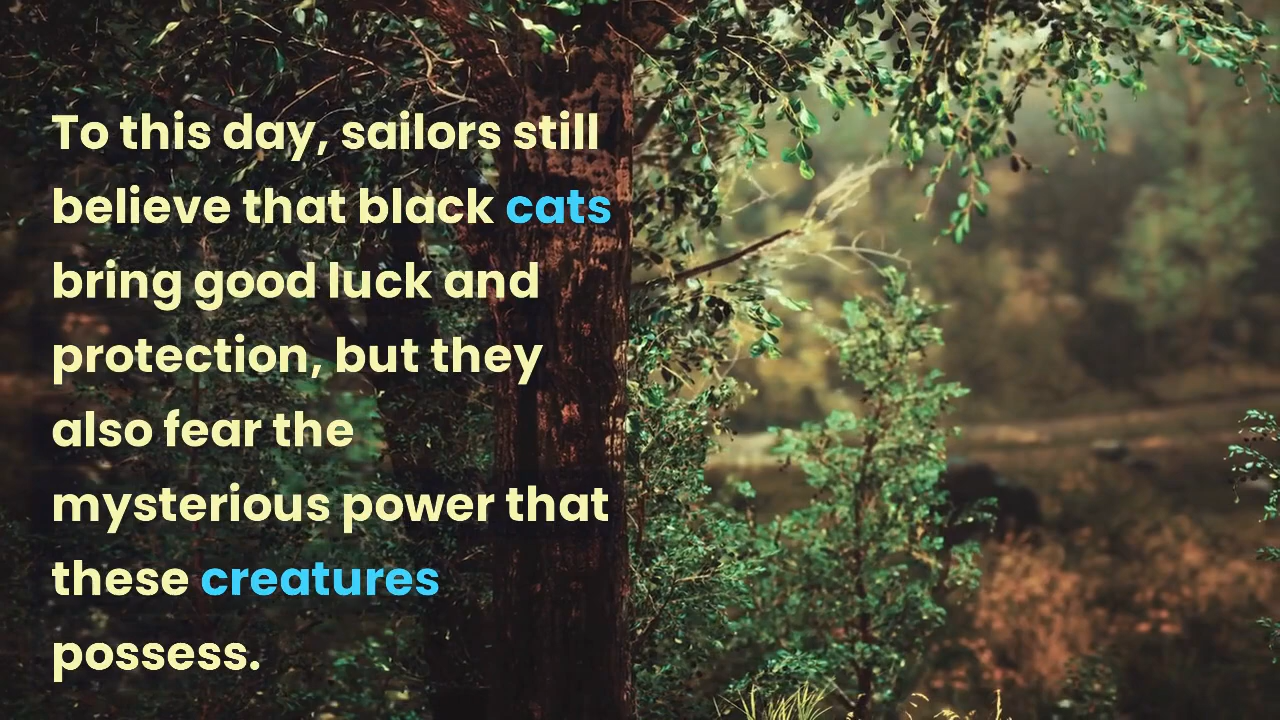 To this day, sailors still
believe that black cats
bring good luck and
protection, but they
also fear the
mysterious power that
these creatures
possess.